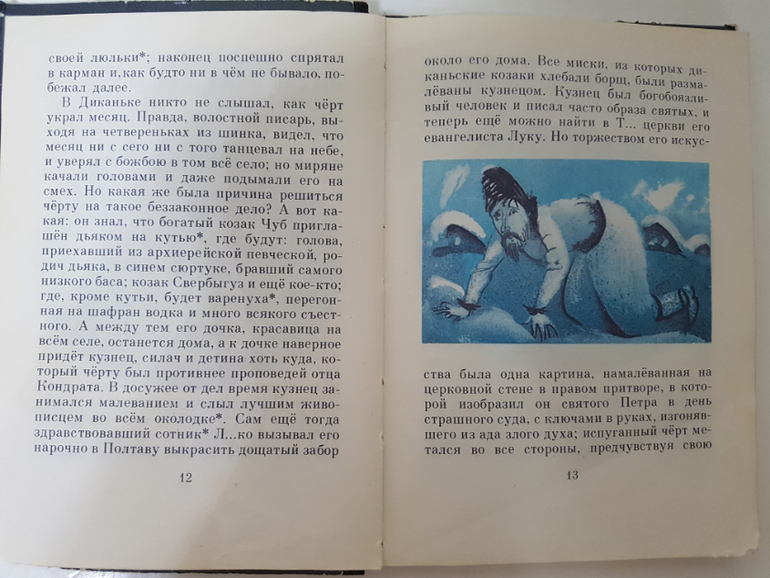 своей люльки*; наконец поспешно спрятал
в карман и, как будто ни в чём не бывало, по-
бежал далее.
В Диканьке никто не слышал, как чёрт
украл месяц. Правда, волостной писарь, вы-
ходя на четвереньках из шинка, видел, что
месяц ни с сего ни с того танцевал на небе,
и уверял с божбою в том всё село; но миряне
качали головами и даже подымали его на
смех. Но какая же была причина решиться
чёрту на такое беззаконное дело? А вот ка-
кая: он знал, что богатый козак Чуб пригла-
шён дьяком на кутью*, где будут: голова,
приехавший из архиерейской певческой, ро-
дич дьяка, в синем сюртуке, бравший самого
низкого баса; козак Свербыгуз и ещё кое-кто;
где, кроме кутьи, будет варенуха*, перегон-
ная на шафран водка и много всякого съест-
ного. А между тем его дочка, красавица на
всём селе, останется дома, а к дочке наверное
придёт кузнец, силач и детина хоть куда, ко-
торый чёрту был противнее проповедей отца
Кондрата. В досужее от дел время кузнец за-
нимался малеванием и слыл лучшим живо-
писцем во всём околодке*. Сам ещё тогда
здравствовавший сотник* Л...ко вызывал его
нарочно в Полтаву выкрасить дощатый забор
12
около его дома. Все миски, из которых ди-
каньские козаки хлебали борщ, были размa-
лёваны кузнецом. Кузнец был богобоязли-
вый человек и писал часто образа святых, и
теперь ещё можно найти в Т... церкви его
евангелиста Луку. Но торжеством его искус-
ства была одна картина, намалёванная на
церковной стене в правом притворе, в кото-
рой изобразил он святого Петра в день
страшного суда, с ключами в руках, изгоняв-
шего из ада злого духа; испуганный чёрт ме-
тался во все стороны, предчувствуя свою
13